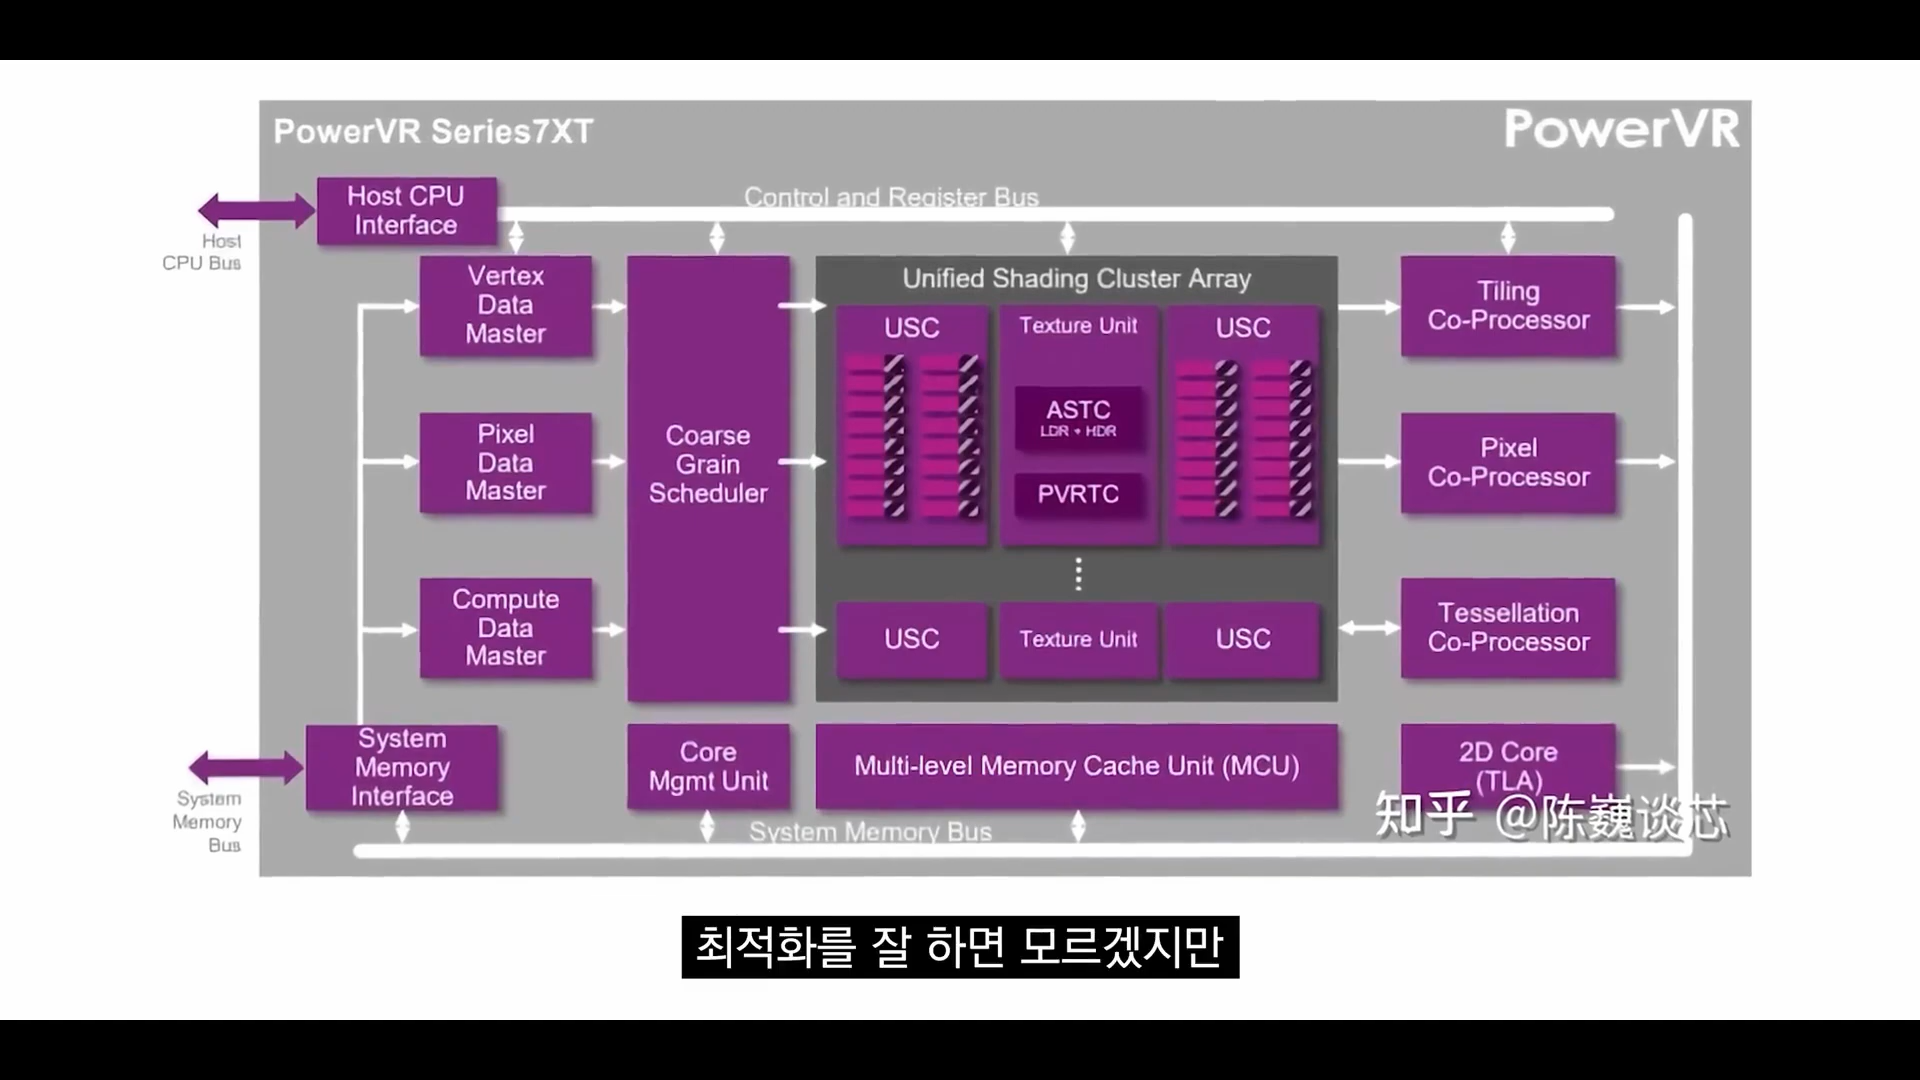 PowerVR Series7XT
PowerVR
Host CPU
Interface
Control and Register Bus
Host
CPU Bus
Vertex
Data
Master
Pixel
Data
Master
Compute
Data
Master
Coarse
Grain
Scheduler
Unified Shading Cluster Array
USC
Texture Unit
USC
ASTC
LDR + HDR
PVRTC
USC
Texture Unit
USC
Tiling
Co-Processor
Pixel
Co-Processor
Tessellation
Co-Processor
System
Memory
Interface
Core
Mgmt Unit
Multi-level Memory Cache Unit (MCU)
2D Core
(TLA)
System
Memory
Bus
System Memory Bus
知乎 @陈巍谈芯
최적화를 잘 하면 모르겠지만